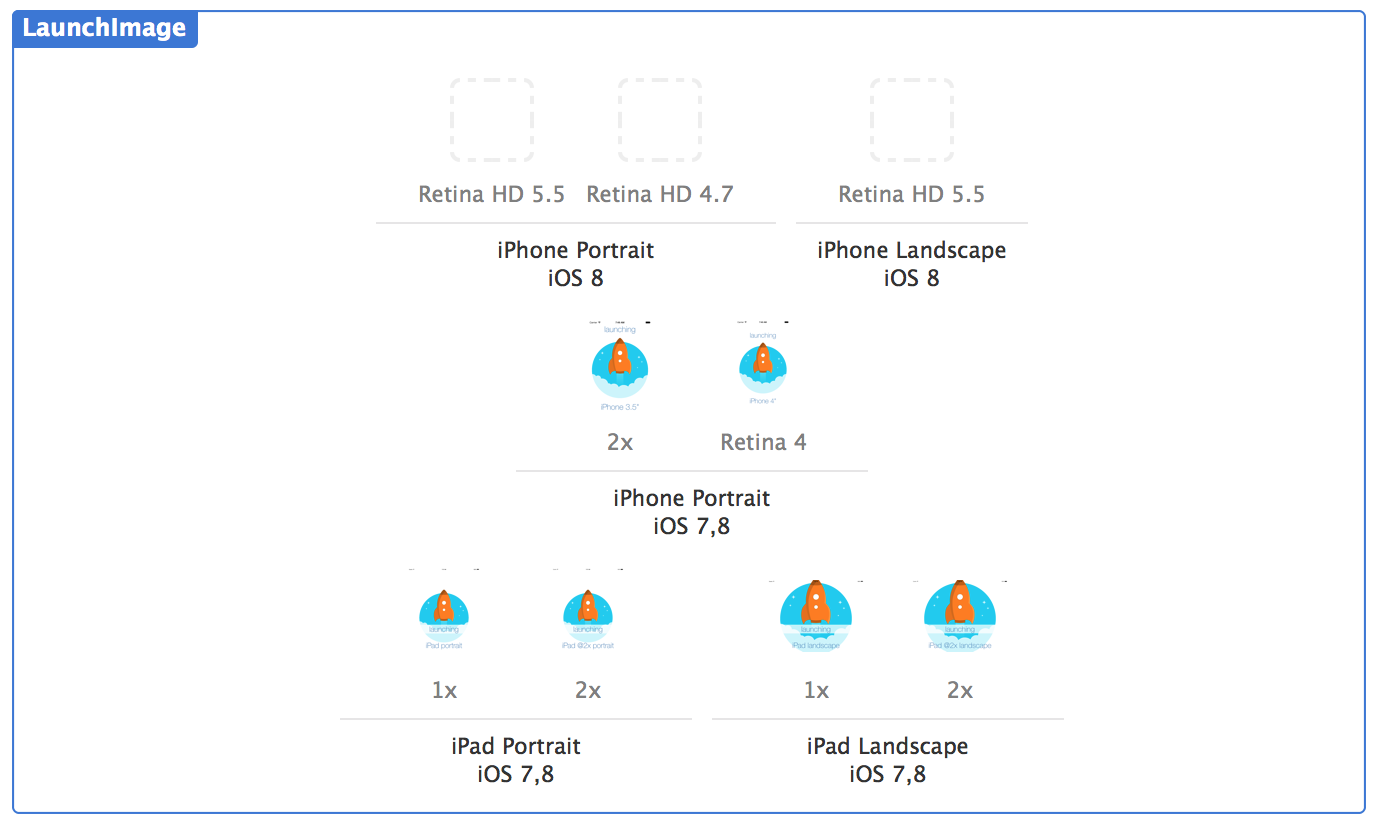 LaunchImage
Retina HD 5.5 Retina HD 4.7 Retina HD 5.5
iPhone Portrait iPhone Landscape
iOS 8 iOS 8
launching launching
iPhone 3.5" iPhone 4"
2x Retina 4
iPhone Portrait
iOS 7,8
launching launching launching launching
iPad portrait iPad @2x portrait iPad landscape iPad @2x landscape
1x 2x 1x 2x
iPad Portrait iPad Landscape
iOS 7,8 iOS 7,8